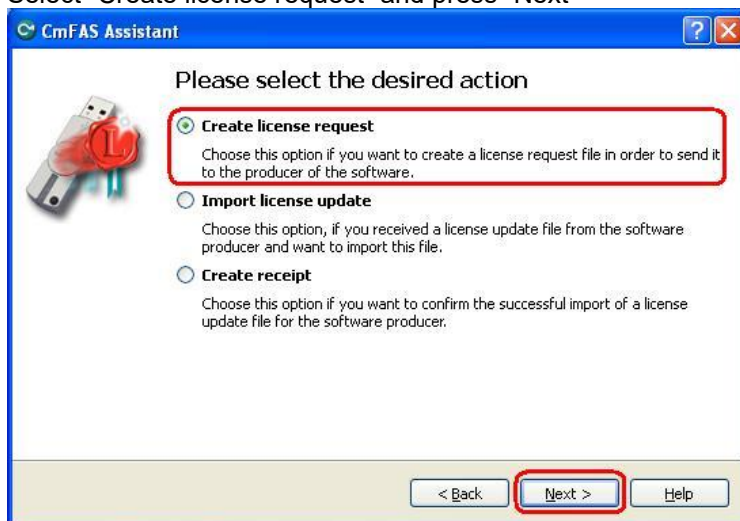 Select "Create license request" and press "Next"
CmFAS Assistant
Please select the desired action
Create license request
Choose this option if you want to create a license request file in order to send it
to the producer of the software.
Import license update
Choose this option, if you received a license update file from the software
producer and want to import this file.
Create receipt
Choose this option if you want to confirm the successful import of a license
update file for the software producer.
< Back Next > Help